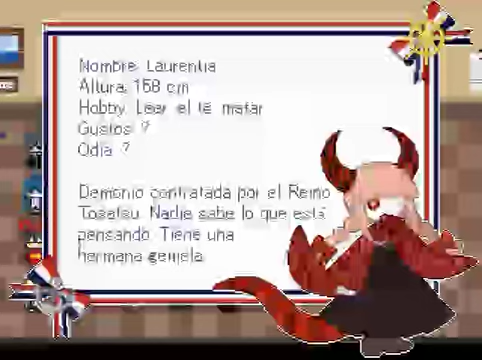 Nombre: Laurentia
Altura: 158 cm
Hobby: Leer, el té, matar
Gustos: ?
Odia: ?
Demonio contratada por el Reino
Tosatsu. Nadie sabe lo que está
pensando. Tiene una
hermana gemela.